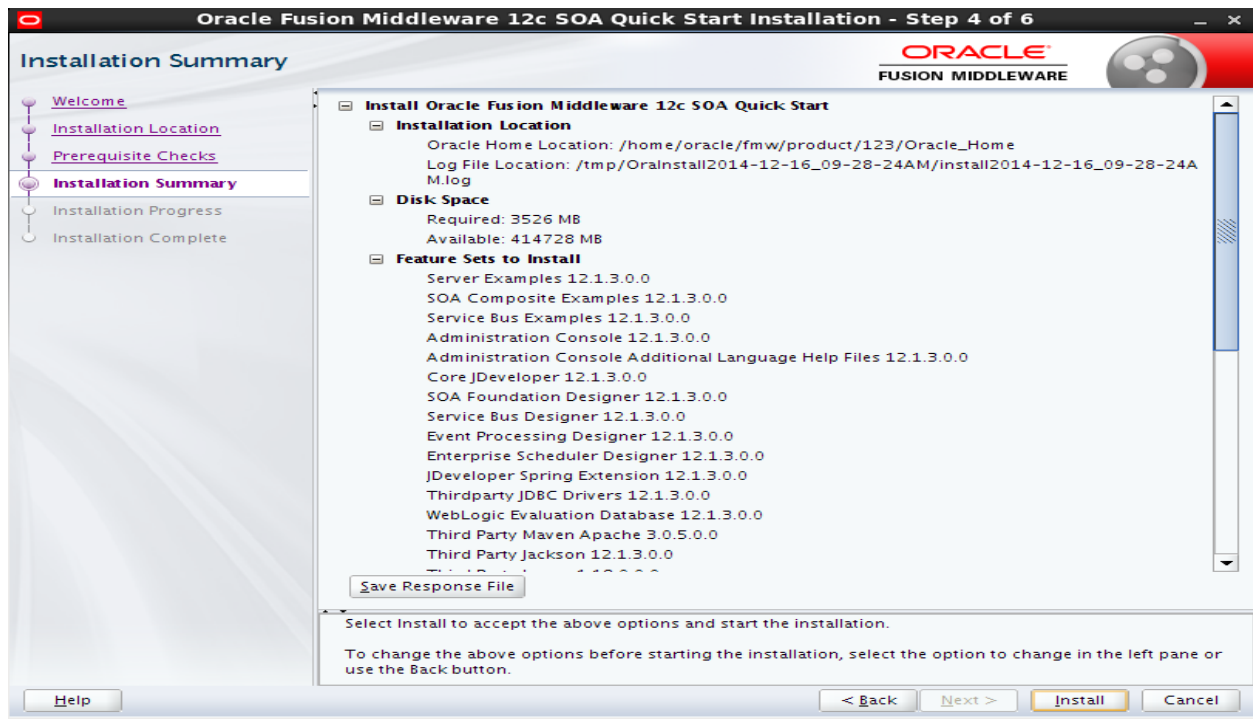 Oracle Fusion Middleware 12c SOA Quick Start Installation - Step 4 of 6
Installation Summary
ORACLE
FUSION MIDDLEWARE
Welcome
Installation Location
Prerequisite Checks
Installation Summary
Installation Progress
Installation Complete
Install Oracle Fusion Middleware 12c SOA Quick Start
Installation Location
Oracle Home Location: /home/oracle/fmw/product/123/Oracle_Home
Log File Location: /tmp/OraInstall2014-12-16_09-28-24AM/install2014-12-16_09-28-24A
M.log
Disk Space
Required: 3526 MB
Available: 414728 MB
Feature Sets to Install
Server Examples 12.1.3.0.0
SOA Composite Examples 12.1.3.0.0
Service Bus Examples 12.1.3.0.0
Administration Console 12.1.3.0.0
Administration Console Additional Language Help Files 12.1.3.0.0
Core JDeveloper 12.1.3.0.0
SOA Foundation Designer 12.1.3.0.0
Service Bus Designer 12.1.3.0.0
Event Processing Designer 12.1.3.0.0
Enterprise Scheduler Designer 12.1.3.0.0
JDeveloper Spring Extension 12.1.3.0.0
Thirdparty JDBC Drivers 12.1.3.0.0
WebLogic Evaluation Database 12.1.3.0.0
Third Party Maven Apache 3.0.5.0.0
Third Party Jackson 12.1.3.0.0
Save Response File
Select Install to accept the above options and start the installation.
To change the above options before starting the installation, select the option to change in the left pane or
use the Back button.
Help
< Back
Next >
Install
Cancel